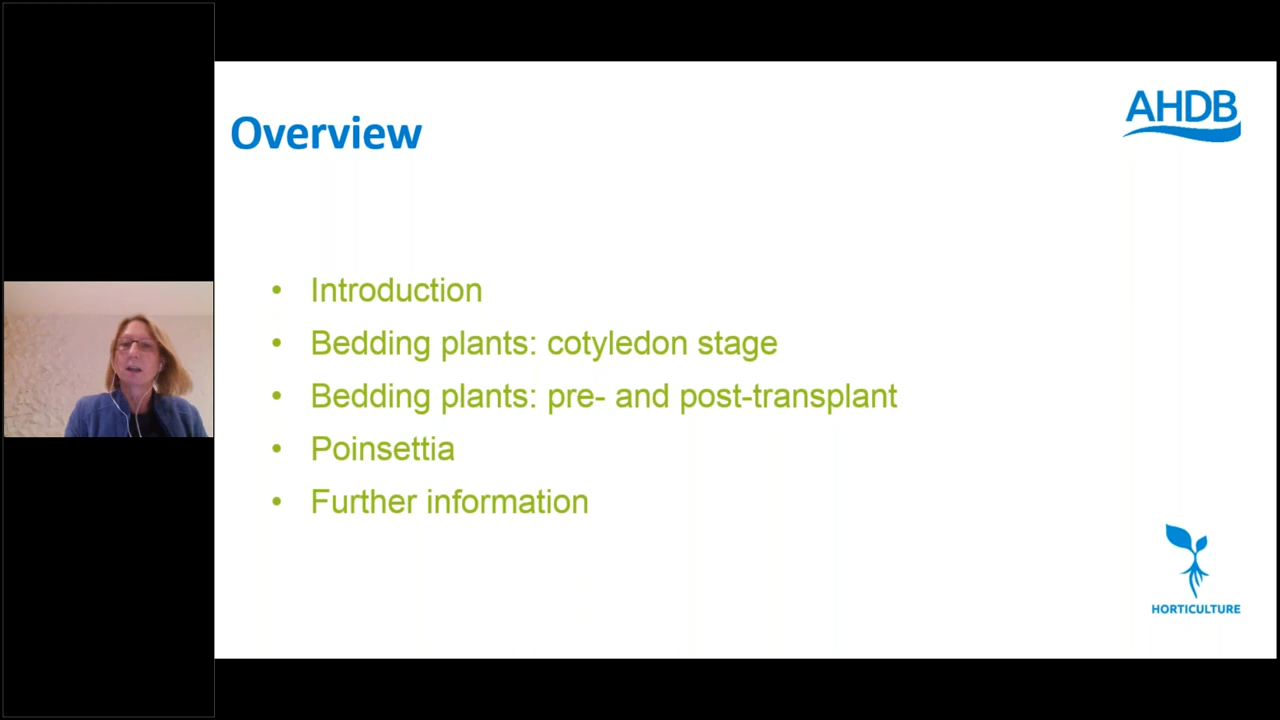 Overview
AHDB
• Introduction
• Bedding plants: cotyledon stage
• Bedding plants: pre- and post-transplant
• Poinsettia
• Further information
HORTICULTURE